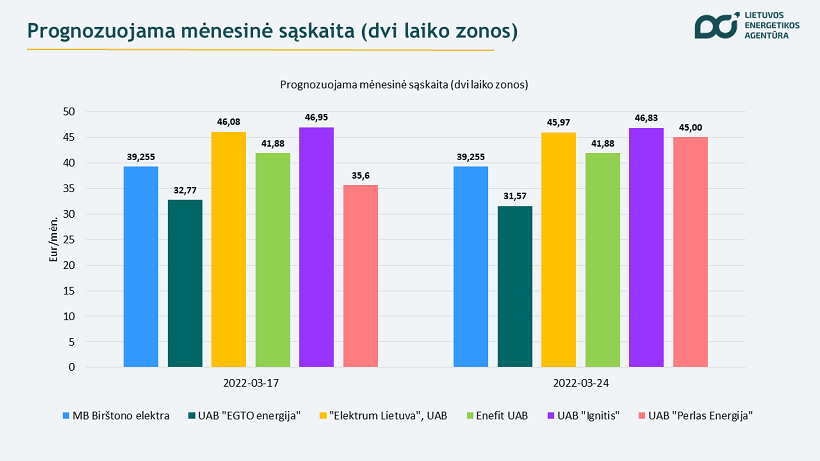 Prognozuojama mėnesinė sąskaita (dvi laiko zonos)
LIETUVOS
ENERGETIKOS
AGENTŪRA
Prognozuojama mėnesinė sąskaita (dvi laiko zonos)
Eur/mėn.
50
45
40
35
30
25
20
15
10
5
0
39,255
32,77
46,08
41,88
46,95
35,6
39,255
31,57
45,97
41,88
46,83
45,00
2022-03-17
2022-03-24
MB Birštono elektra
UAB "EGTO energija"
"Elektrum Lietuva", UAB
Enefit UAB
UAB "Ignitis"
UAB "Perlas Energija"